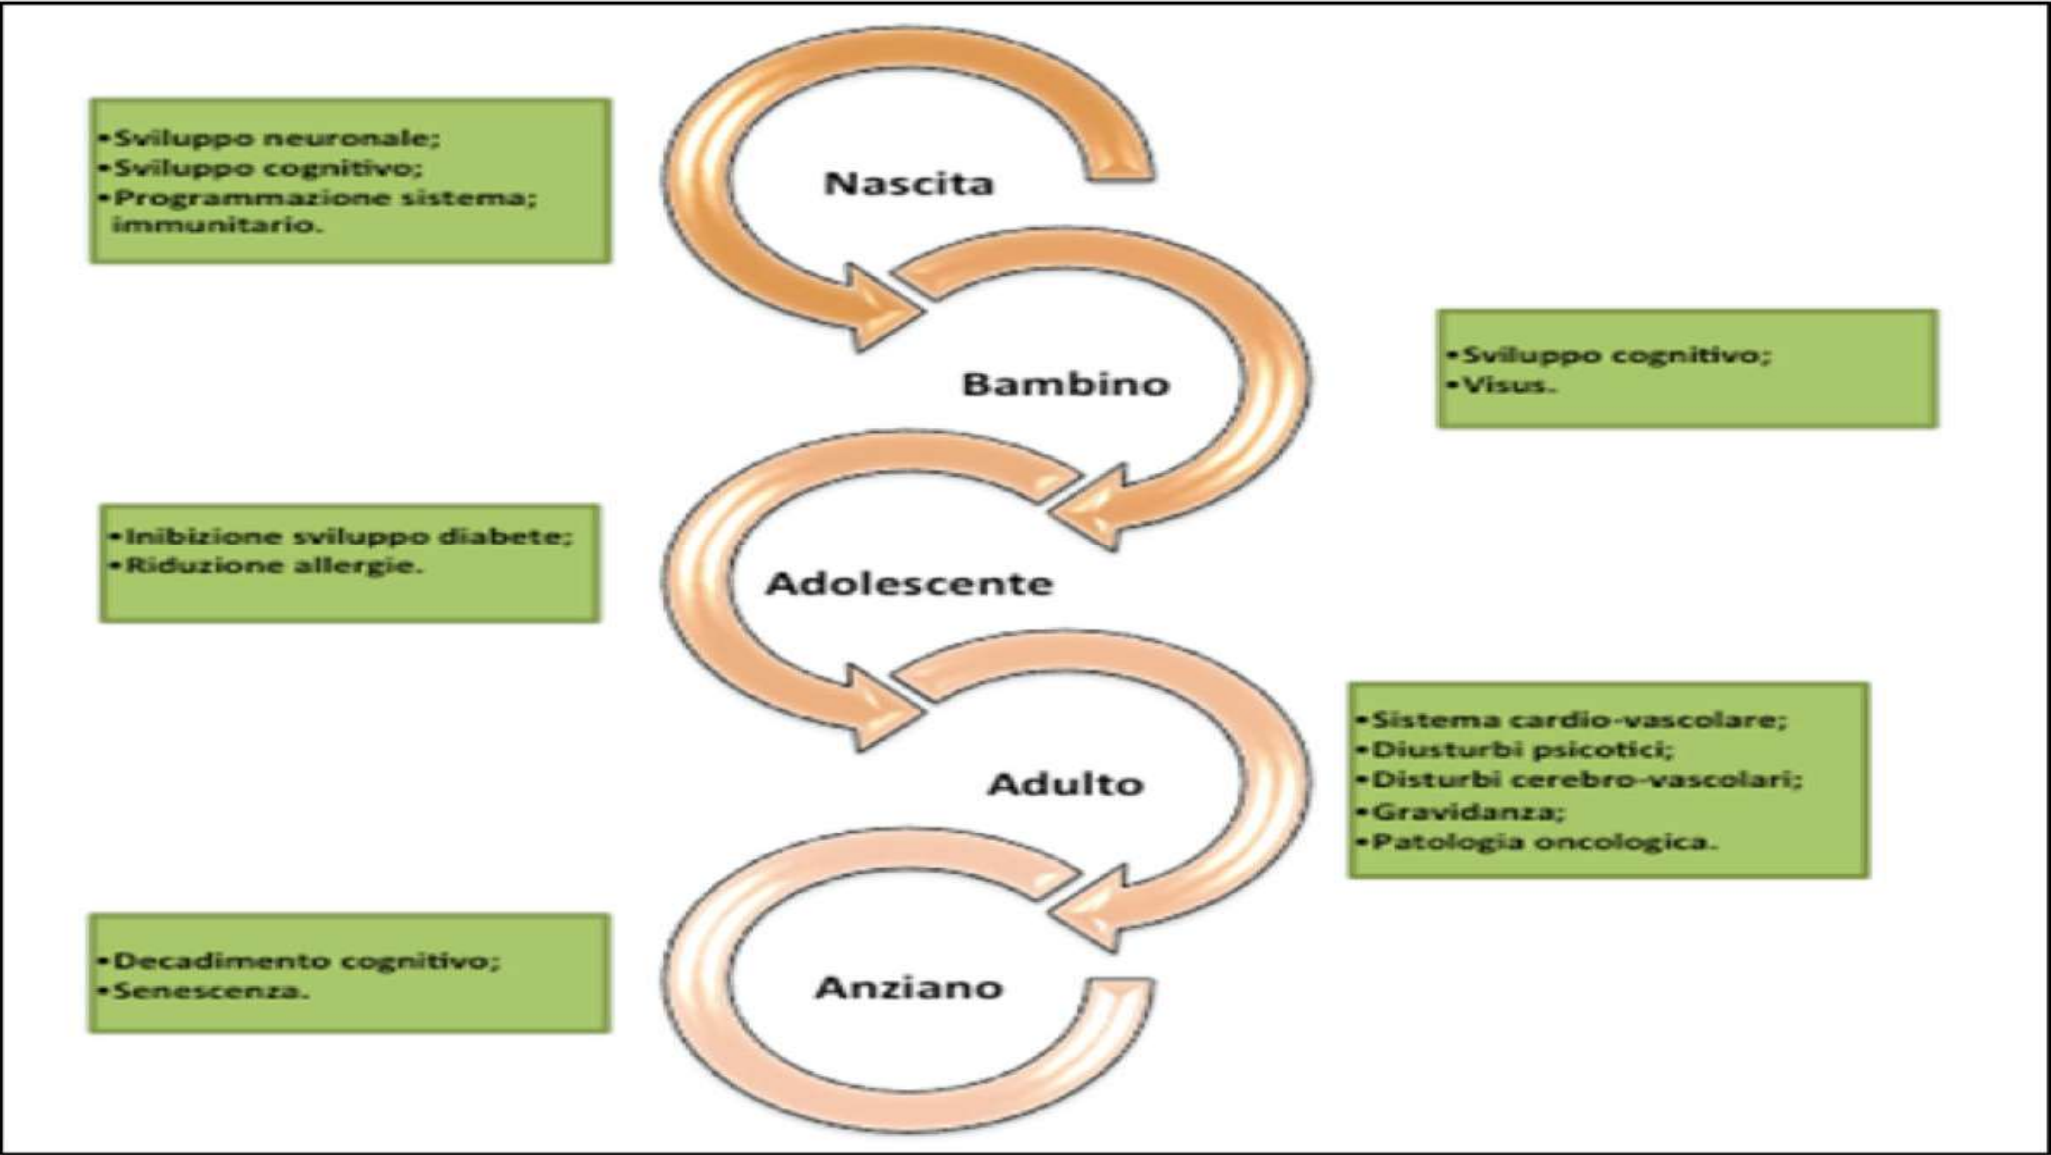 •Sviluppo neuronale;
•Sviluppo cognitivo;
•Programmazione sistema;
immunitario.
Nascita
Bambino
•Sviluppo cognitivo;
•Visus.
•Inibizione sviluppo diabete;
•Riduzione allergie.
Adolescente
Adulto
•Sistema cardio-vascolare;
•Diusturbi psicotici;
•Disturbi cerebro-vascolari;
•Gravidanza;
•Patologia oncologica.
•Decadimento cognitivo;
•Senescenza.
Anziano